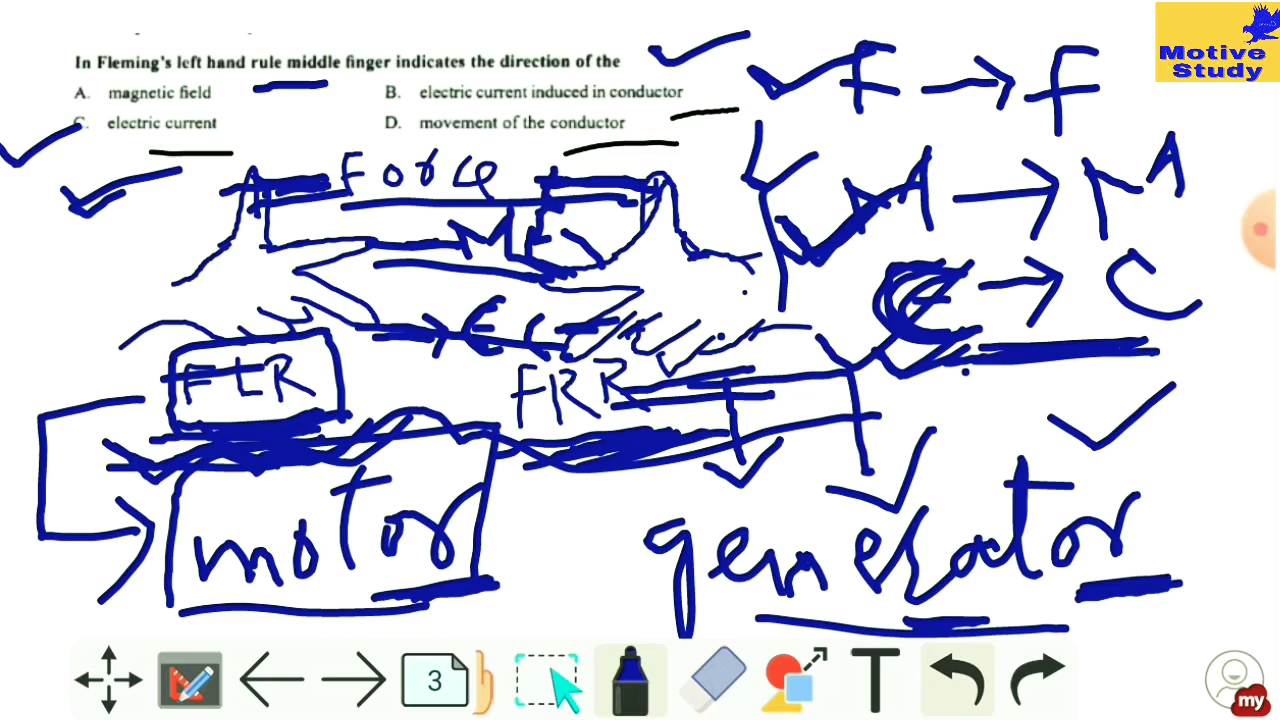 Motive
Study
In Fleming's left hand rule middle finger indicates the direction of the
A. magnetic field
B. electric current induced in conductor
C. electric current
D. movement of the conductor
F → F
M → M
C → C
Force
M F
C
FLR
FRR
motor
generator
3
T
my